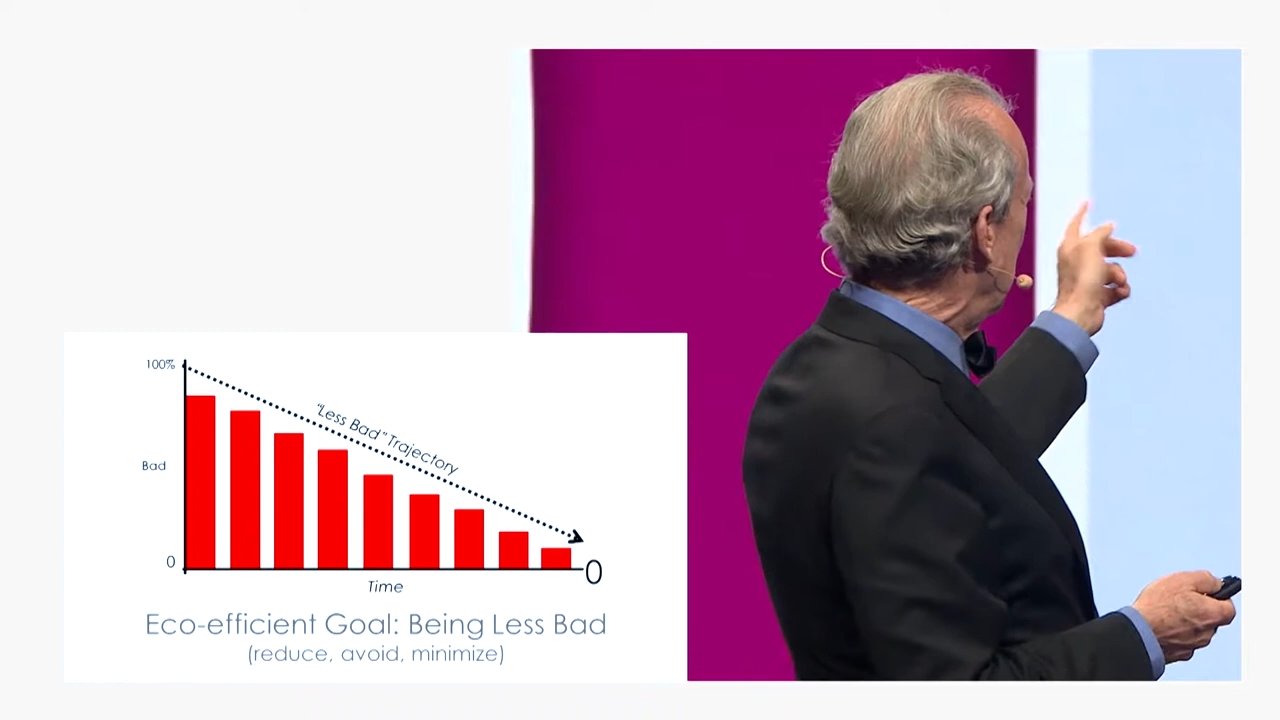 100%
"Less Bad" Trajectory
Bad
0
0
Time
Eco-efficient Goal: Being Less Bad
(reduce, avoid, minimize)